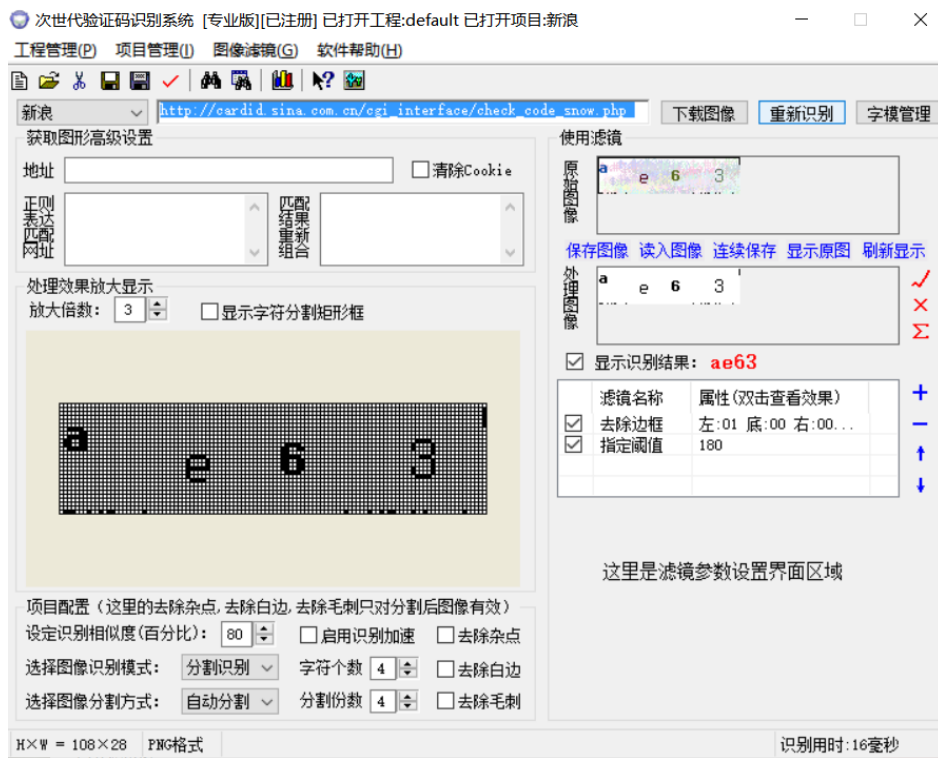 次世代验证码识别系统 [专业版][已注册] 已打开工程:default 已打开项目:新浪
工程管理(P) 项目管理(I) 图像滤镜(G) 软件帮助(H)
新浪 http://cardid.sina.com.cn/cgi_interface/check_code_snow.php 下载图像 重新识别 字模管理
获取图形高级设置
地址 清除Cookie
正则表达匹配网址
匹配结果重新组合
处理效果放大显示
放大倍数: 3 显示字符分割矩形框
a e 6 3
项目配置(这里的去除杂点,去除白边,去除毛刺只对分割后图像有效)
设定识别相似度(百分比): 80 启用识别加速 去除杂点
选择图像识别模式: 分割识别 字符个数 4 去除白边
选择图像分割方式: 自动分割 分割份数 4 去除毛刺
使用滤镜
原始图像
a e 6 3
保存图像 读入图像 连续保存 显示原图 刷新显示
处理图像
a e 6 3
显示识别结果: ae63
滤镜名称 属性(双击查看效果)
去除边框 左:01 底:00 右:00...
指定阈值 180
这里是滤镜参数设置界面区域
H×W = 108×28 PNG格式 识别用时:16毫秒